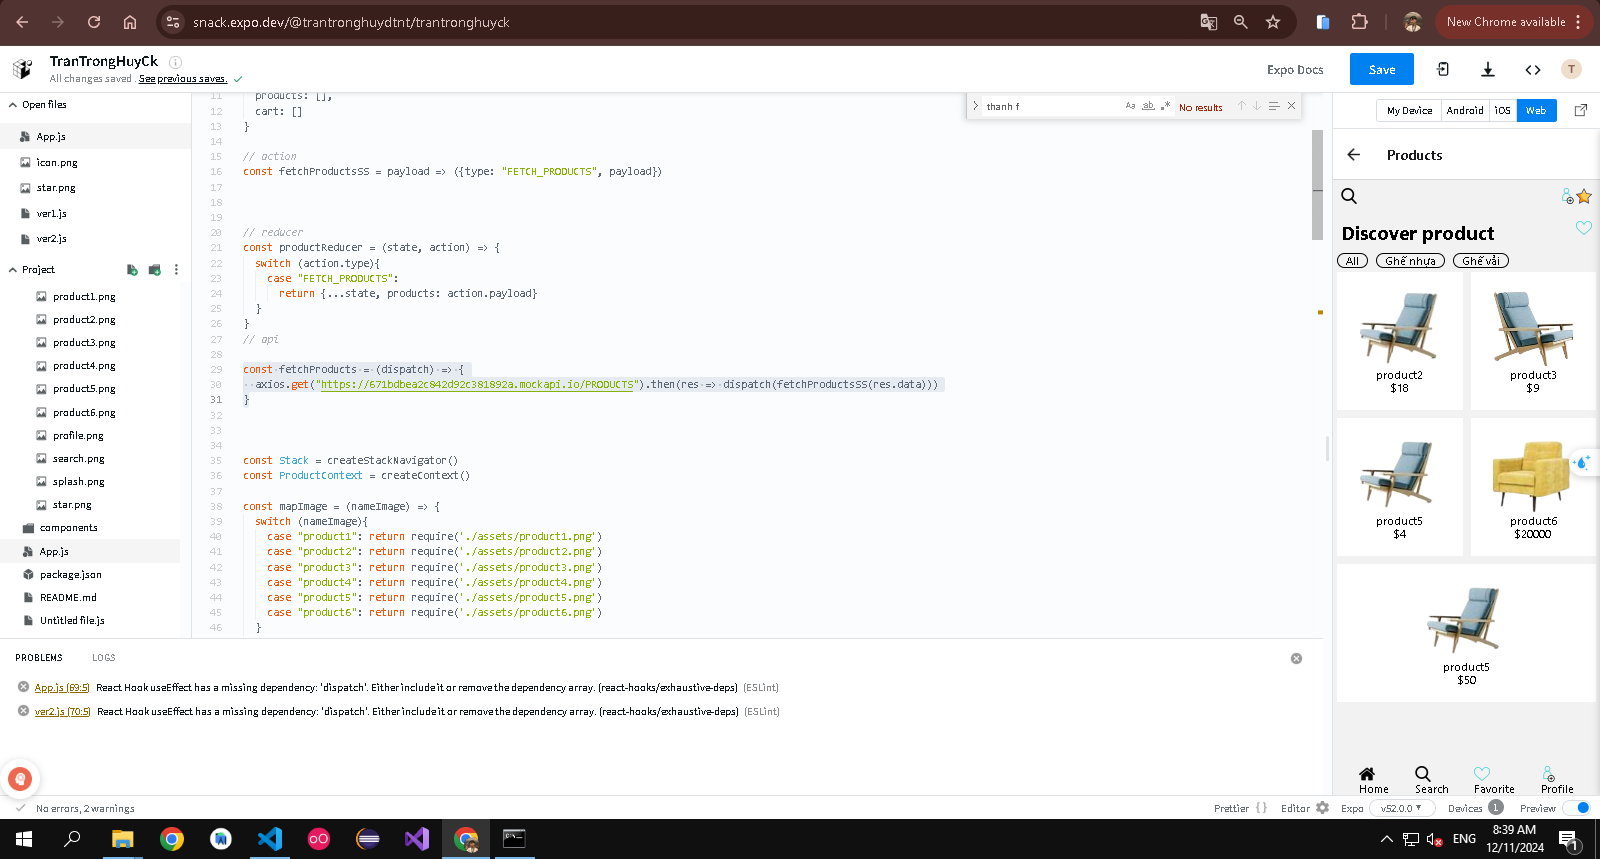 snack.expo.dev/@trantronghuydtnt/trantronghuyck
New Chrome available
TranTrongHuyCk
All changes saved. See previous saves.
Expo Docs
Save
T
Open files
App.js
icon.png
star.png
ver1.js
ver2.js
Project
product1.png
product2.png
product3.png
product4.png
product5.png
product6.png
profile.png
search.png
splash.png
star.png
components
App.js
package.json
README.md
Untitled file.js
thanh f
Aa
ab
No results
11 products: [],
12 cart: []
13 }
14
15 // action
16 const fetchProductsSS = payload => ({type: "FETCH_PRODUCTS", payload})
17
18
19
20 // reducer
21 const productReducer = (state, action) => {
22 switch (action.type){
23 case "FETCH_PRODUCTS":
24 return {...state, products: action.payload}
25 }
26 }
27 // api
28
29 const fetchProducts = (dispatch) => {
30 axios.get("https://671bdbea2c842d92c381892a.mockapi.io/PRODUCTS").then(res => dispatch(fetchProductsSS(res.data)))
31 }
32
33
34
35 const Stack = createStackNavigator()
36 const ProductContext = createContext()
37
38 const mapImage = (nameImage) => {
39 switch (nameImage){
40 case "product1": return require('./assets/product1.png')
41 case "product2": return require('./assets/product2.png')
42 case "product3": return require('./assets/product3.png')
43 case "product4": return require('./assets/product4.png')
44 case "product5": return require('./assets/product5.png')
45 case "product6": return require('./assets/product6.png')
46 }
My Device
Android
iOS
Web
Products
Discover product
All
Ghế nhựa
Ghế vải
product2
$18
product3
$9
product5
$4
product6
$20000
product5
$50
Home
Search
Favorite
Profile
PROBLEMS
LOGS
App.js (69:5) React Hook useEffect has a missing dependency: 'dispatch'. Either include it or remove the dependency array. (react-hooks/exhaustive-deps) (ESLint)
ver2.js (70:5) React Hook useEffect has a missing dependency: 'dispatch'. Either include it or remove the dependency array. (react-hooks/exhaustive-deps) (ESLint)
No errors, 2 warnings
Prettier {}
Editor
Expo
v52.0.0
Devices
1
Preview
ENG
8:39 AM
12/11/2024
1